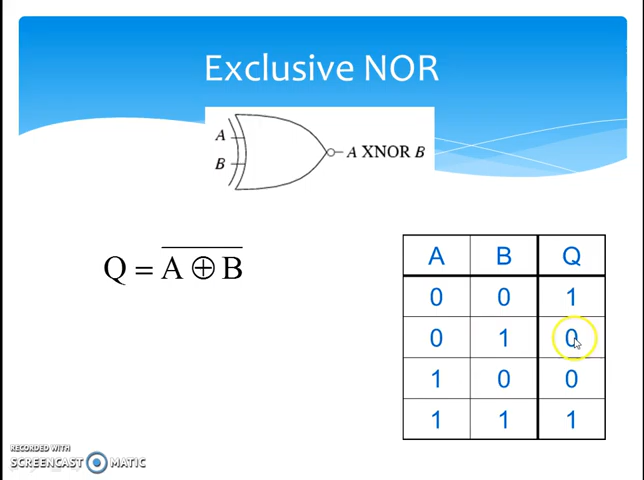 Exclusive NOR
A
B
A XNOR B
Q = A ⊕ B
A B Q
0 0 1
0 1 0
1 0 0
1 1 1
RECORDED WITH
SCREENCAST MATIC